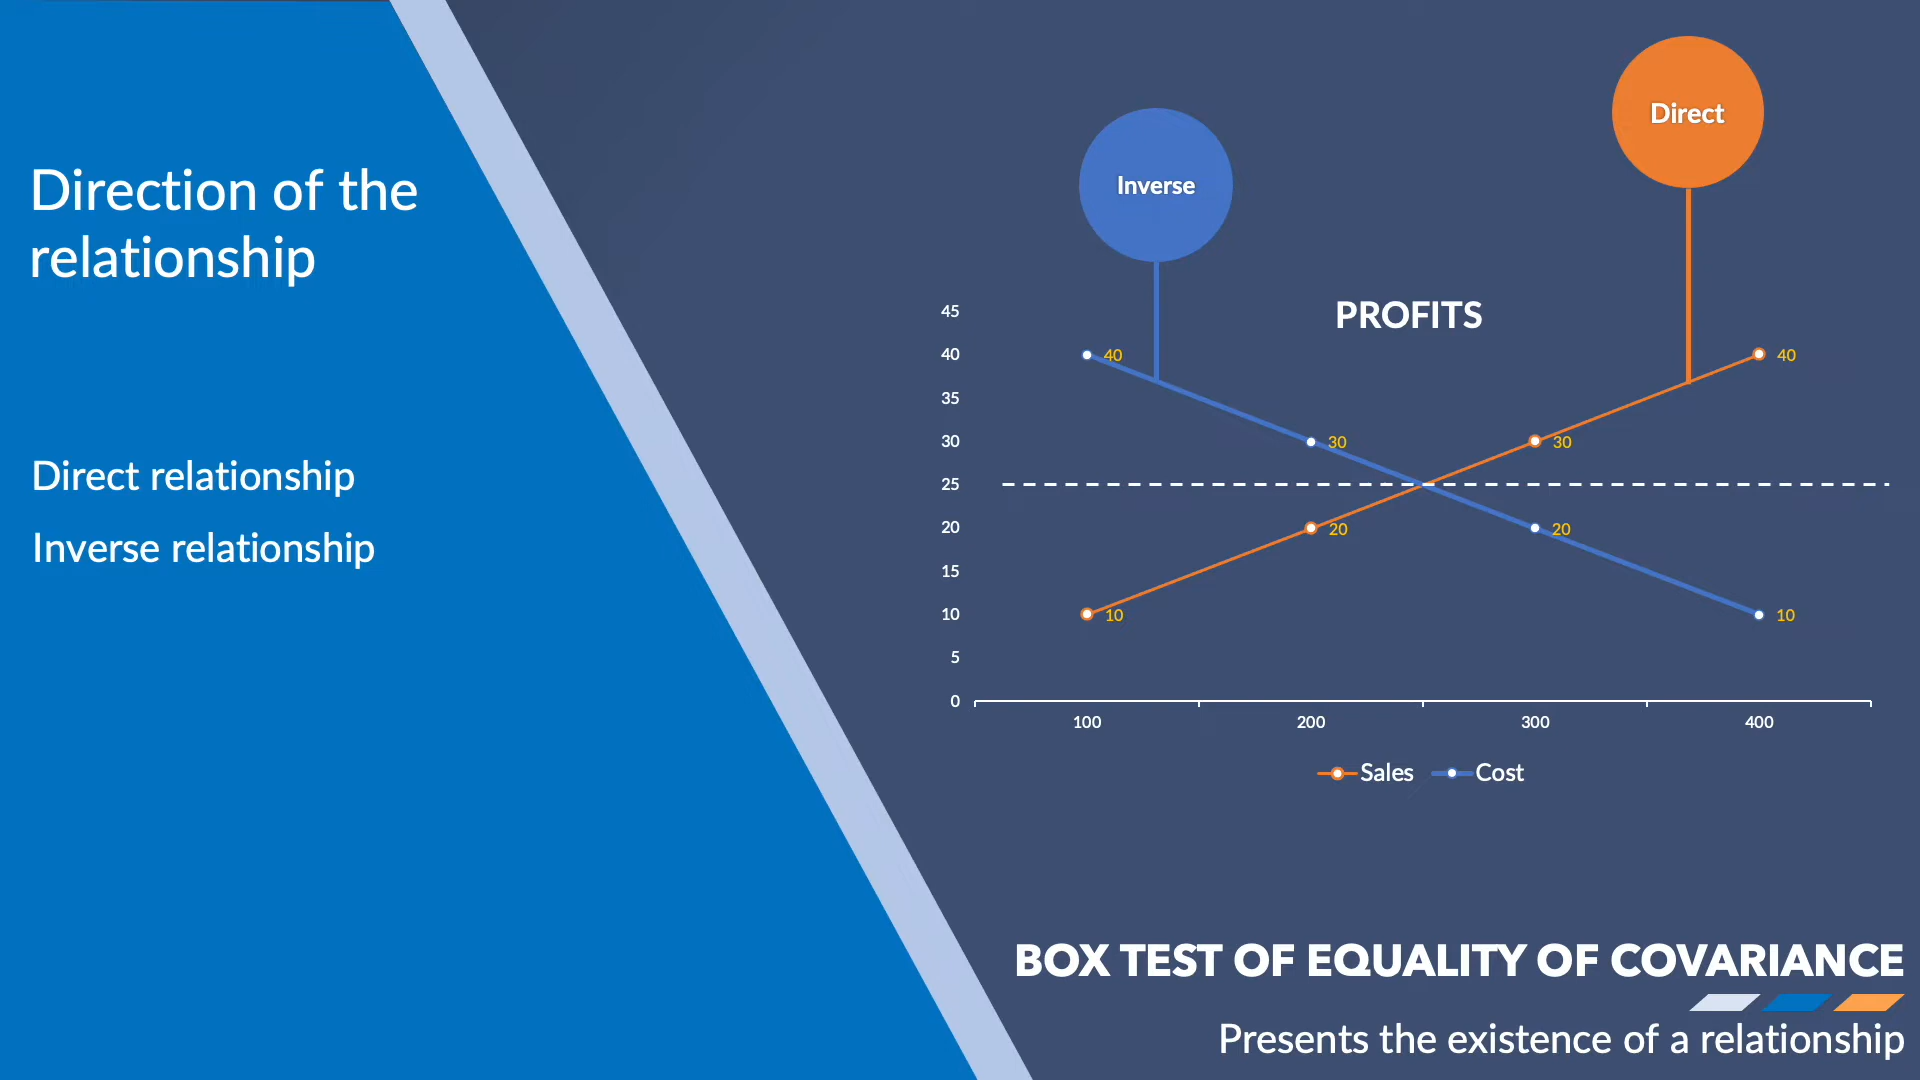 Direction of the
relationship
Direct relationship
Inverse relationship
Inverse
Direct
PROFITS
45
40
35
30
25
20
15
10
5
0
40
30
20
10
10
20
30
40
100 200 300 400
Sales Cost
BOX TEST OF EQUALITY OF COVARIANCE
Presents the existence of a relationship